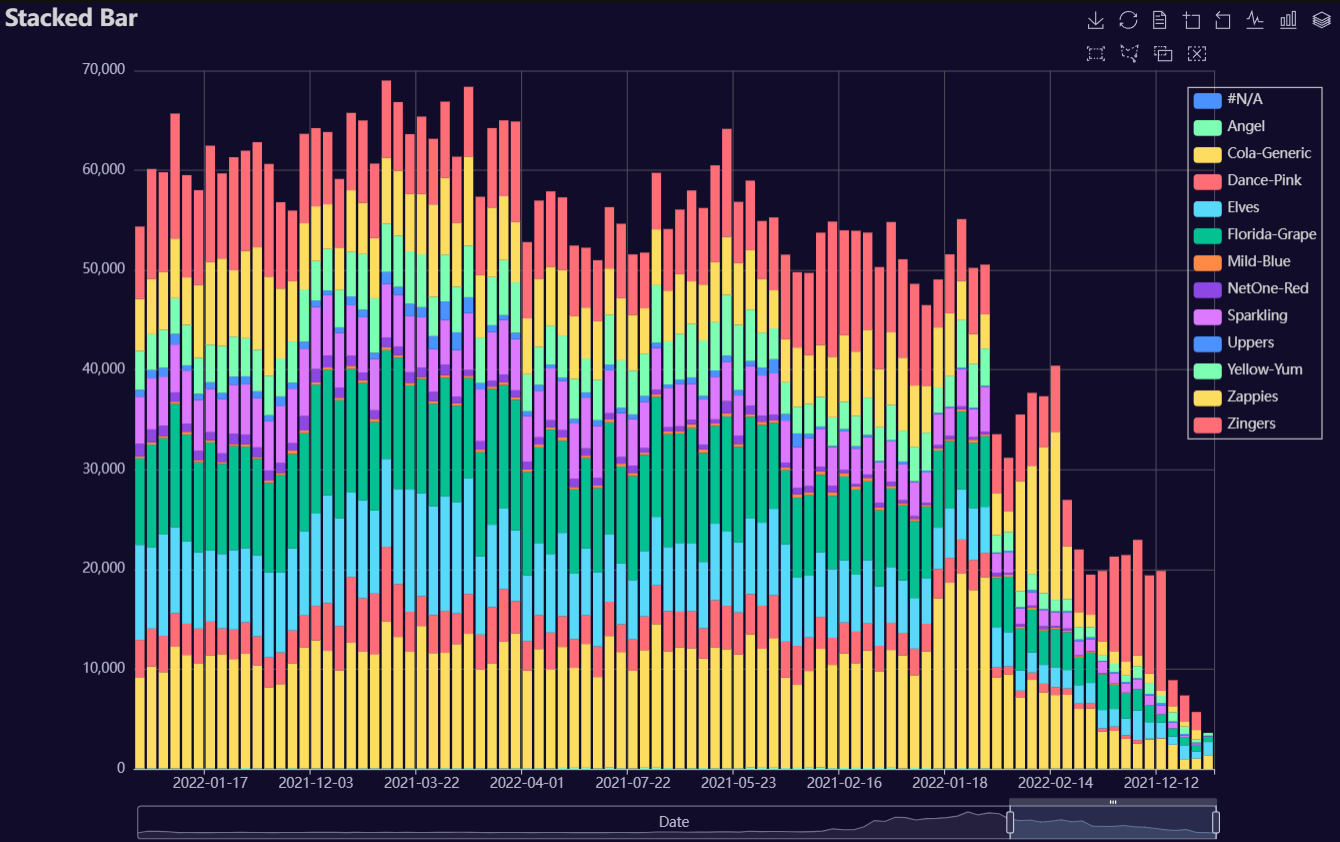 Stacked Bar
70,000
60,000
50,000
40,000
30,000
20,000
10,000
0
#N/A
Angel
Cola-Generic
Dance-Pink
Elves
Florida-Grape
Mild-Blue
NetOne-Red
Sparkling
Uppers
Yellow-Yum
Zappies
Zingers
2022-01-17 2021-12-03 2021-03-22 2022-04-01 2021-07-22 2021-05-23 2021-02-16 2022-01-18 2022-02-14 2021-12-12
Date